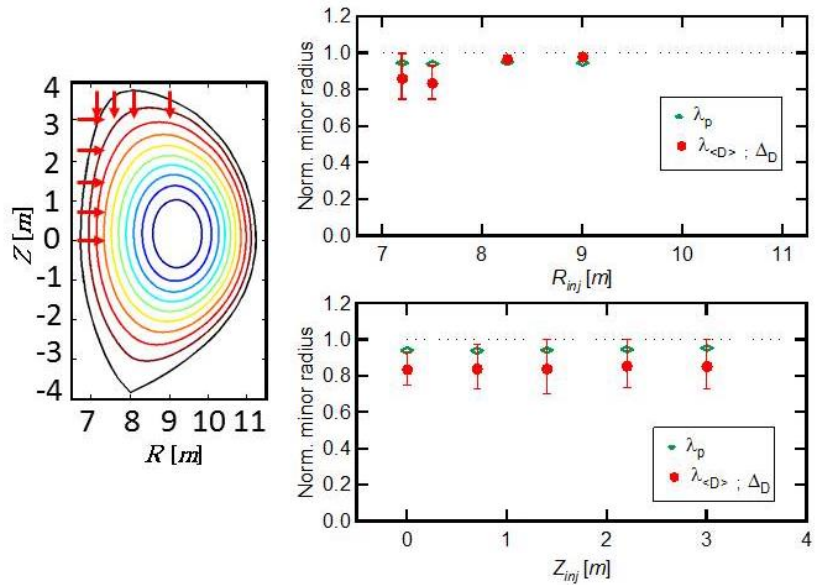 4
3
2
1
0
-1
-2
-3
-4
Z [m]
7 8 9 10 11
R [m]
1.2
1.0
0.8
0.6
0.4
0.2
0.0
Norm. minor radius
λp
λ<D> ; ΔD
7 8 9 10 11
Rinj [m]
1.2
1.0
0.8
0.6
0.4
0.2
0.0
Norm. minor radius
λp
λ<D> ; ΔD
0 1 2 3 4
Zinj [m]